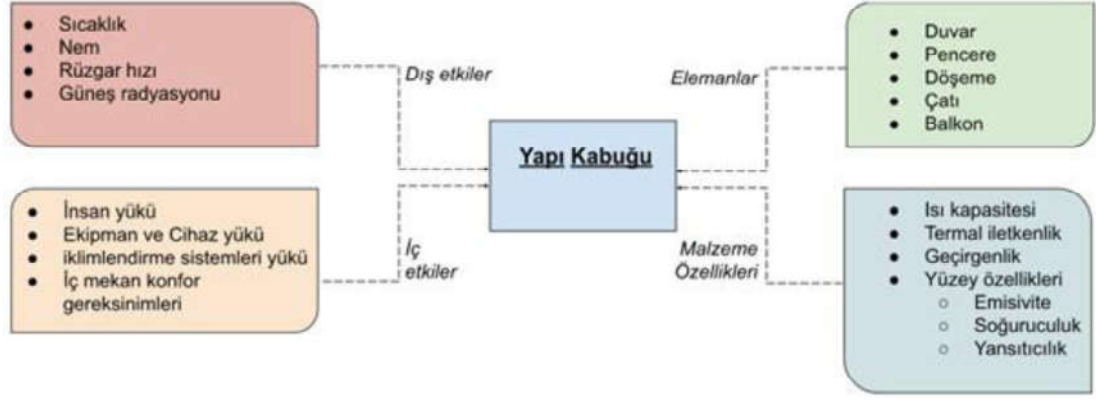 Sıcaklık
Nem
Rüzgar hızı
Güneş radyasyonu
Dış etkiler
İnsan yükü
Ekipman ve Cihaz yükü
iklimlendirme sistemleri yükü
İç mekan konfor
gereksinimleri
İç
etkiler
Yapı Kabuğu
Elemanlar
Duvar
Pencere
Döşeme
Çatı
Balkon
Malzeme
Özellikleri
Isı kapasitesi
Termal iletkenlik
Geçirgenlik
Yüzey özellikleri
Emisivite
Soğuruculuk
Yansıtıcılık